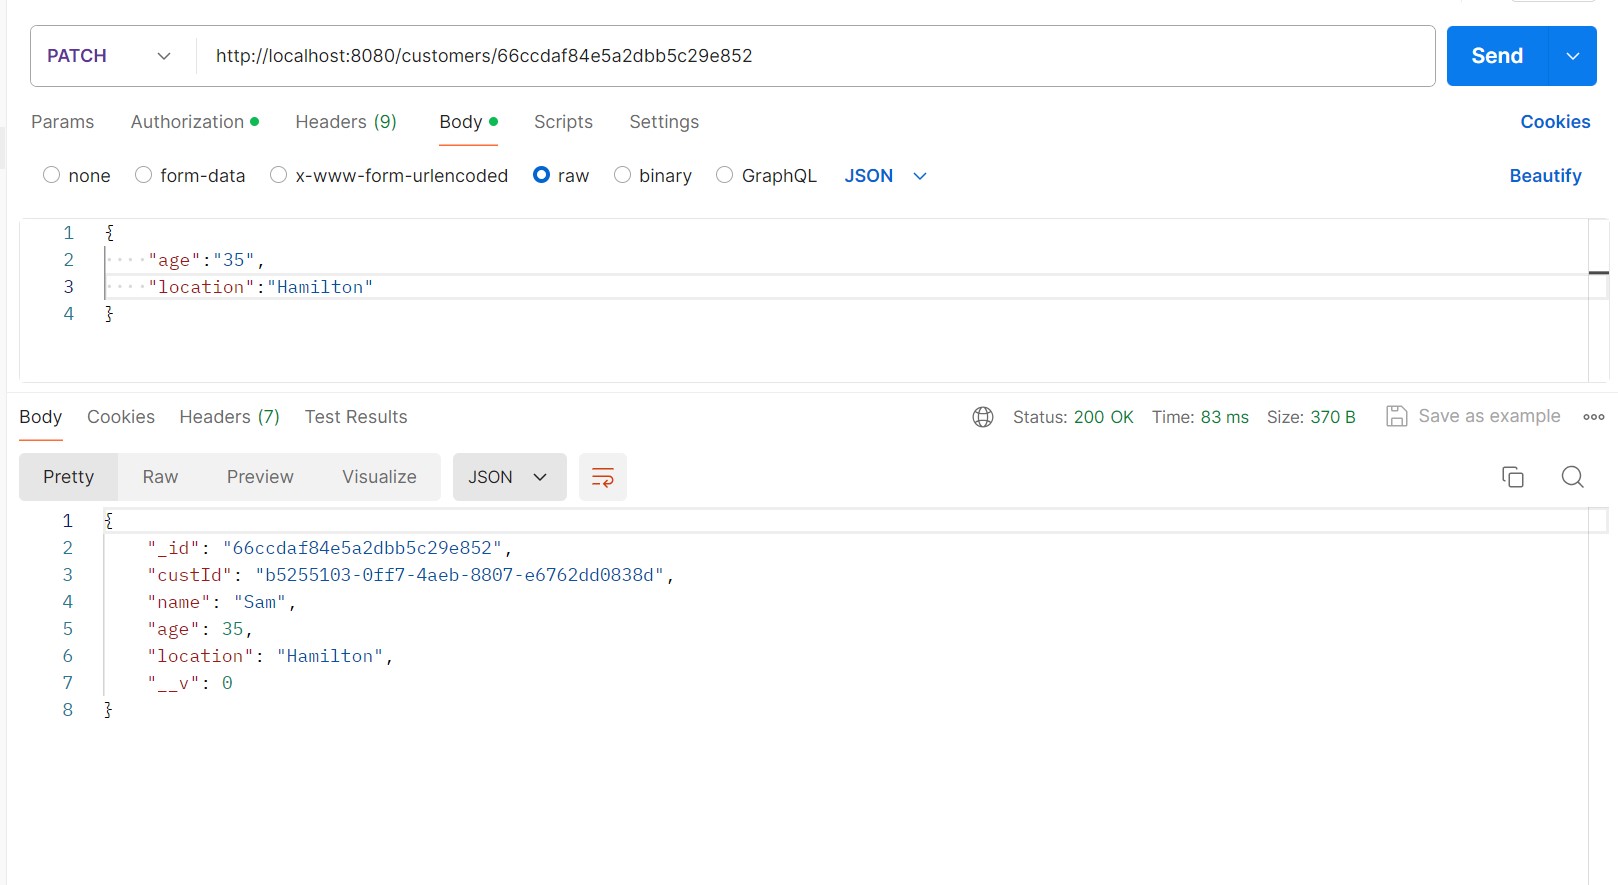 PATCH http://localhost:8080/customers/66ccdaf84e5a2dbb5c29e852 Send
Params Authorization Headers (9) Body Scripts Settings Cookies
none form-data x-www-form-urlencoded raw binary GraphQL JSON Beautify
1 {
2 ····"age":"35",
3 ····"location":"Hamilton"
4 }
Body Cookies Headers (7) Test Results Status: 200 OK Time: 83 ms Size: 370 B Save as example
Pretty Raw Preview Visualize JSON
1 {
2 "_id": "66ccdaf84e5a2dbb5c29e852",
3 "custId": "b5255103-0ff7-4aeb-8807-e6762dd0838d",
4 "name": "Sam",
5 "age": 35,
6 "location": "Hamilton",
7 "__v": 0
8 }